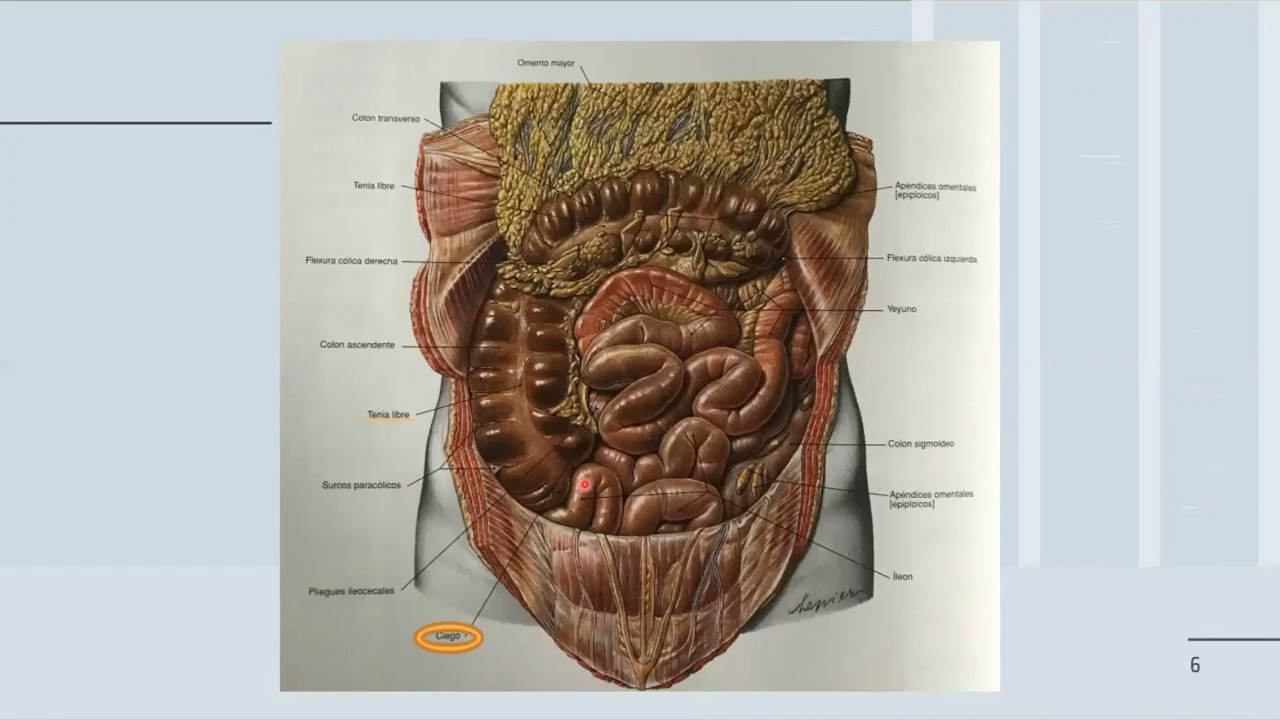 Omento mayor
Colon transverso
Tenia libre
Flexura cólica derecha
Colon ascendente
Tenia libre
Surcos paracólicos
Pliegues ileocecales
Ciego
Apéndices omentales
[epiploicos]
Flexura cólica izquierda
Yeyuno
Colon sigmoideo
Apéndices omentales
[epiploicos]
Íleon
6